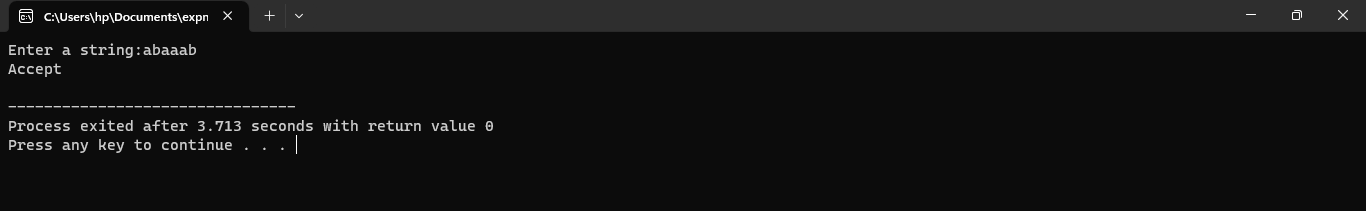 C:\Users\hp\Documents\expn
Enter a string:abaaab
Accept
--------------------------------
Process exited after 3.713 seconds with return value 0
Press any key to continue . . .